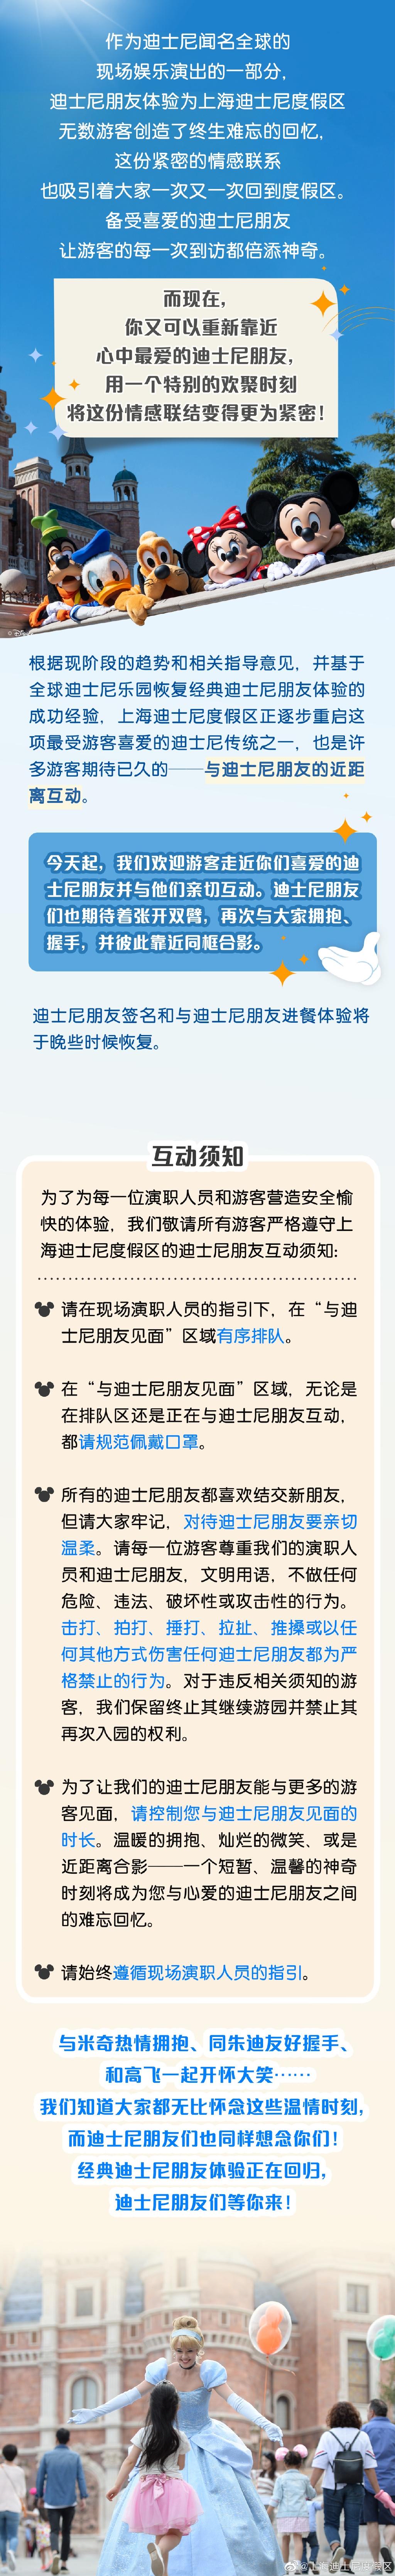 作为迪士尼闻名全球的
现场娱乐演出的一部分，
迪士尼朋友体验为上海迪士尼度假区
无数游客创造了终生难忘的回忆，
这份紧密的情感联系
也吸引着大家一次又一次回到度假区。
备受喜爱的迪士尼朋友
让游客的每一次到访都倍添神奇。
而现在，
你又可以重新靠近
心中最爱的迪士尼朋友，
用一个特别的欢聚时刻
将这份情感联结变得更为紧密！
根据现阶段的趋势和相关指导意见，并基于
全球迪士尼乐园恢复经典迪士尼朋友体验的
成功经验，上海迪士尼度假区正逐步重启这
项最受游客喜爱的迪士尼传统之一，也是许
多游客期待已久的——与迪士尼朋友的近距
离互动。
今天起，我们欢迎游客走近你们喜爱的迪
士尼朋友并与他们亲切互动。迪士尼朋友
们也期待着张开双臂，再次与大家拥抱、
握手，并彼此靠近同框合影。
迪士尼朋友签名和与迪士尼朋友进餐体验将
于晚些时候恢复。
互动须知
为了为每一位演职人员和游客营造安全愉
快的体验，我们敬请所有游客严格遵守上
海迪士尼度假区的迪士尼朋友互动须知：
请在现场演职人员的指引下，在“与迪
士尼朋友见面”区域有序排队。
在“与迪士尼朋友见面”区域，无论是
在排队区还是正在与迪士尼朋友互动，
都请规范佩戴口罩。
所有的迪士尼朋友都喜欢结交新朋友，
但请大家牢记，对待迪士尼朋友要亲切
温柔。请每一位游客尊重我们的演职人
员和迪士尼朋友，文明用语，不做任何
危险、违法、破坏性或攻击性的行为。
击打、拍打、捶打、拉扯、推搡或以任
何其他方式伤害任何迪士尼朋友都为严
格禁止的行为。对于违反相关须知的游
客，我们保留终止其继续游园并禁止其
再次入园的权利。
为了让我们的迪士尼朋友能与更多的游
客见面，请控制您与迪士尼朋友见面的
时长。温暖的拥抱、灿烂的微笑、或是
近距离合影——一个短暂、温馨的神奇
时刻将成为您与心爱的迪士尼朋友之间
的难忘回忆。
请始终遵循现场演职人员的指引。
与米奇热情拥抱、同朱迪友好握手、
和高飞一起开怀大笑……
我们知道大家都无比怀念这些温情时刻，
而迪士尼朋友们也同样想念你们！
经典迪士尼朋友体验正在回归，
迪士尼朋友们等你来！
@上海迪士尼度假区